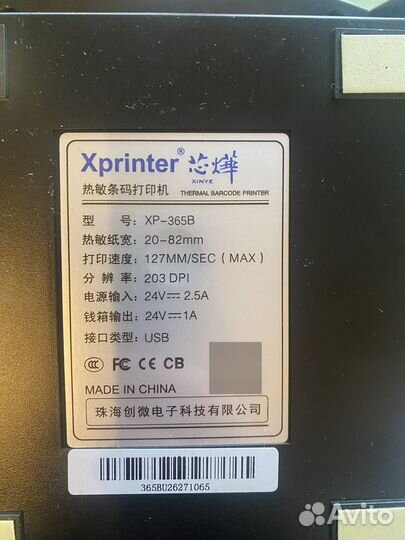 Xprinter® 芯烨
XINYE
热敏条码打印机 THERMAL BARCODE PRINTER
型 号: XP-365B
热敏纸宽: 20-82mm
打印速度: 127MM/SEC ( MAX )
分 辨 率: 203 DPI
电源输入: 24V⎓ 2.5A
钱箱输出: 24V⎓1A
接口类型: USB
CCC FC CE CB
MADE IN CHINA
珠海创微电子科技有限公司
365BU26271065
Avito